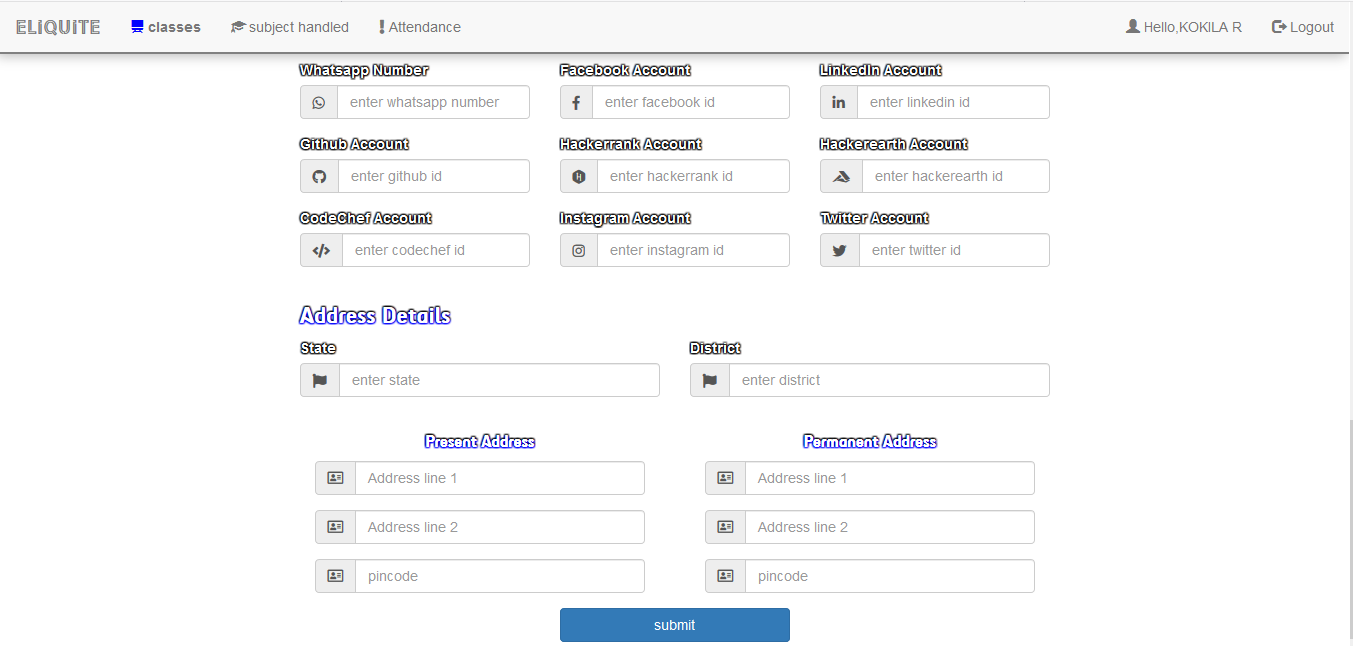 ELiQUiTE classes subject handled Attendance Hello,KOKILA R Logout
Whatsapp Number Facebook Account LinkedIn Account
enter whatsapp number enter facebook id enter linkedin id
Github Account Hackerrank Account Hackerearth Account
enter github id enter hackerrank id enter hackerearth id
CodeChef Account Instagram Account Twitter Account
enter codechef id enter instagram id enter twitter id
Address Details
State District
enter state enter district
Present Address Permanent Address
Address line 1 Address line 1
Address line 2 Address line 2
pincode pincode
submit